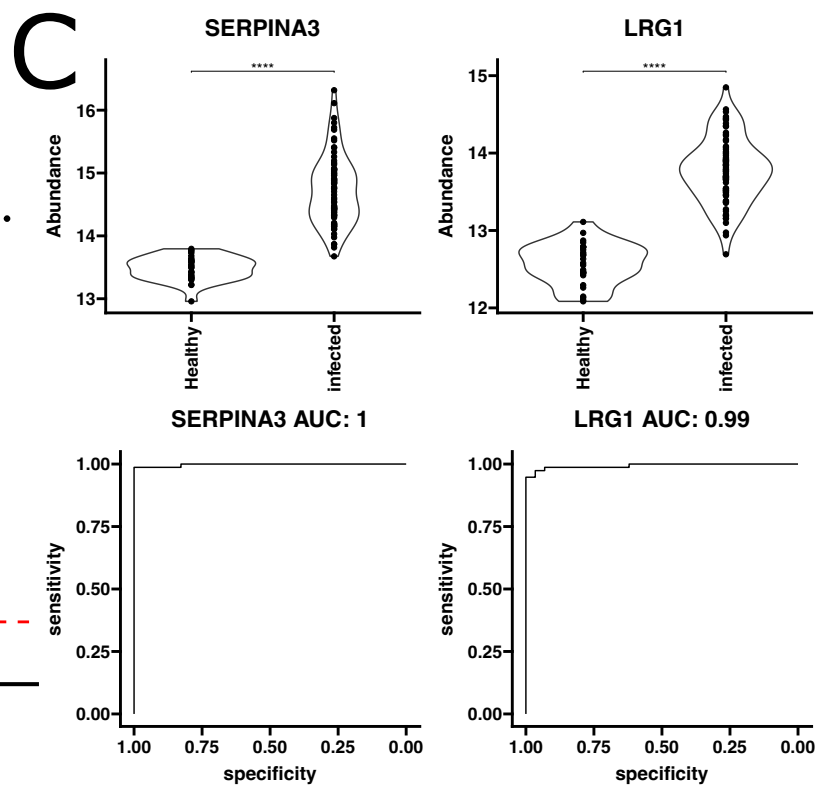 C
SERPINA3
LRG1
****
****
Abundance
16
15
14
13
Healthy
infected
Abundance
15
14
13
12
Healthy
infected
SERPINA3 AUC: 1
LRG1 AUC: 0.99
sensitivity
1.00
0.75
0.50
0.25
0.00
1.00 0.75 0.50 0.25 0.00
specificity
sensitivity
1.00
0.75
0.50
0.25
0.00
1.00 0.75 0.50 0.25 0.00
specificity